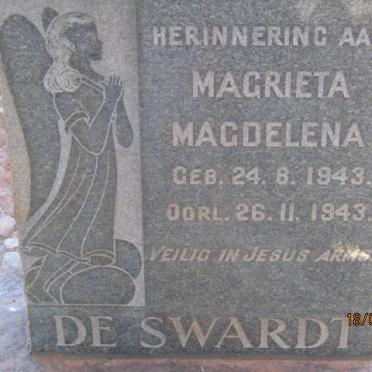 HERINNERING AA
MAGRIETA
MAGDELENA
GEB. 24. 8. 1943.
OORL. 26. 11. 1943.
VEILIG IN JESUS ARMS
DE SWARDT
18/0